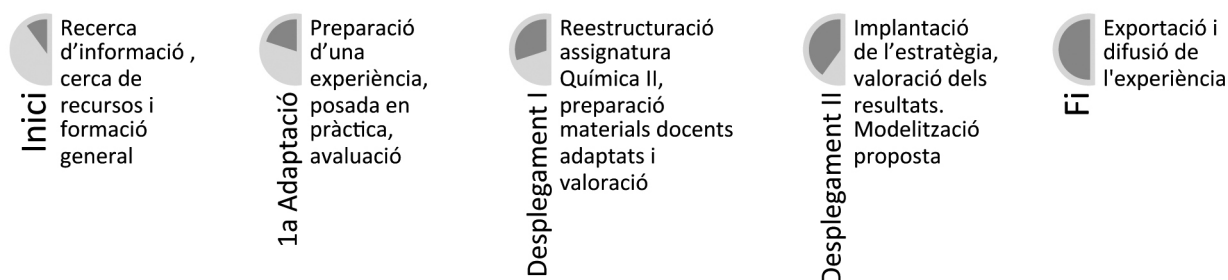 Inici
Recerca
d’informació ,
cerca de
recursos i
formació
general
1a Adaptació
Preparació
d’una
experiència,
posada en
pràctica,
avaluació
Desplegament I
Reestructuració
assignatura
Química II,
preparació
materials docents
adaptats i
valoració
Desplegament II
Implantació
de l’estratègia,
valoració dels
resultats.
Modelització
proposta
Fi
Exportació i
difusió de
l'experiència